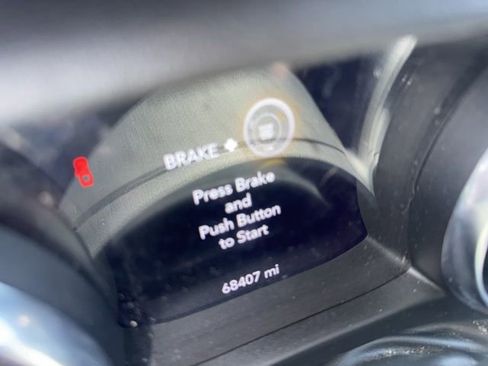 BRAKE +
Press Brake
and
Push Button
to Start
68407 mi